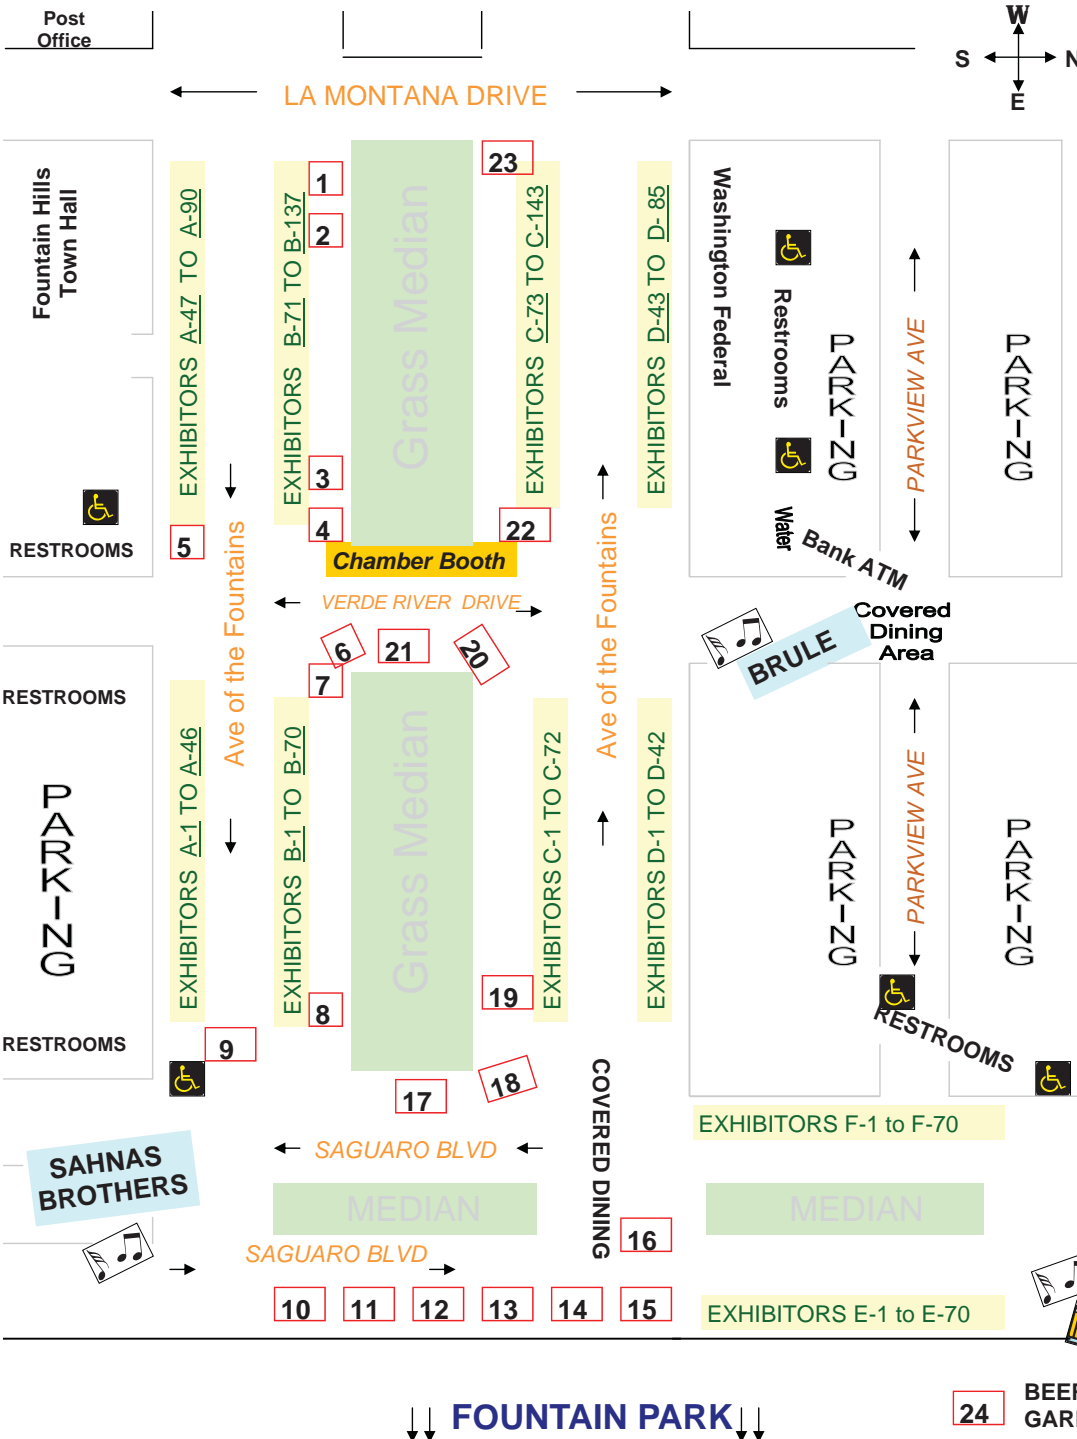 Post
Office
W
S
N
E
LA MONTANA DRIVE
Fountain Hills
Town Hall
EXHIBITORS A-47 TO A-90
EXHIBITORS B-71 TO B-137
1
2
3
4
Grass Median
23
EXHIBITORS C-73 TO C-143
EXHIBITORS D-43 TO D- 85
Washington Federal
Restrooms
Water
PARKING
PARKVIEW AVE
PARKING
RESTROOMS
5
22
Chamber Booth
Bank ATM
Ave of the Fountains
VERDE RIVER DRIVE
Ave of the Fountains
Covered
Dining
Area
BRULE
6
21
20
7
RESTROOMS
PARKING
EXHIBITORS A-1 TO A-46
EXHIBITORS B-1 TO B-70
Grass Median
EXHIBITORS C-1 TO C-72
EXHIBITORS D-1 TO D-42
PARKING
PARKVIEW AVE
PARKING
8
19
RESTROOMS
9
RESTROOMS
17
18
COVERED DINING
EXHIBITORS F-1 to F-70
SAGUARO BLVD
SAHNAS
BROTHERS
MEDIAN
MEDIAN
16
SAGUARO BLVD
10
11
12
13
14
15
EXHIBITORS E-1 to E-70
FOUNTAIN PARK
24
BEER
GAR